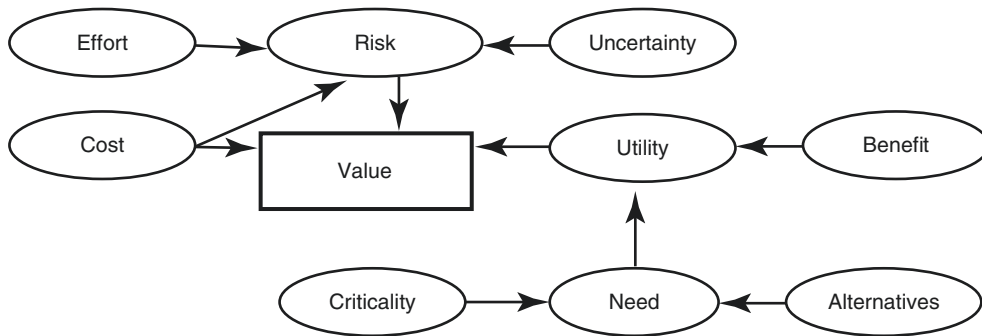 Effort
Risk
Uncertainty
Cost
Value
Utility
Benefit
Criticality
Need
Alternatives